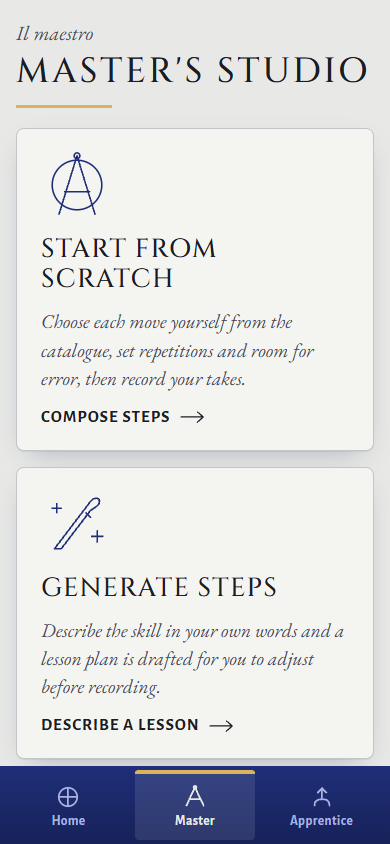 Il maestro
MASTER'S STUDIO
START FROM
SCRATCH
Choose each move yourself from the
catalogue, set repetitions and room for
error, then record your takes.
COMPOSE STEPS
GENERATE STEPS
Describe the skill in your own words and a
lesson plan is drafted for you to adjust
before recording.
DESCRIBE A LESSON
Home
Master
Apprentice